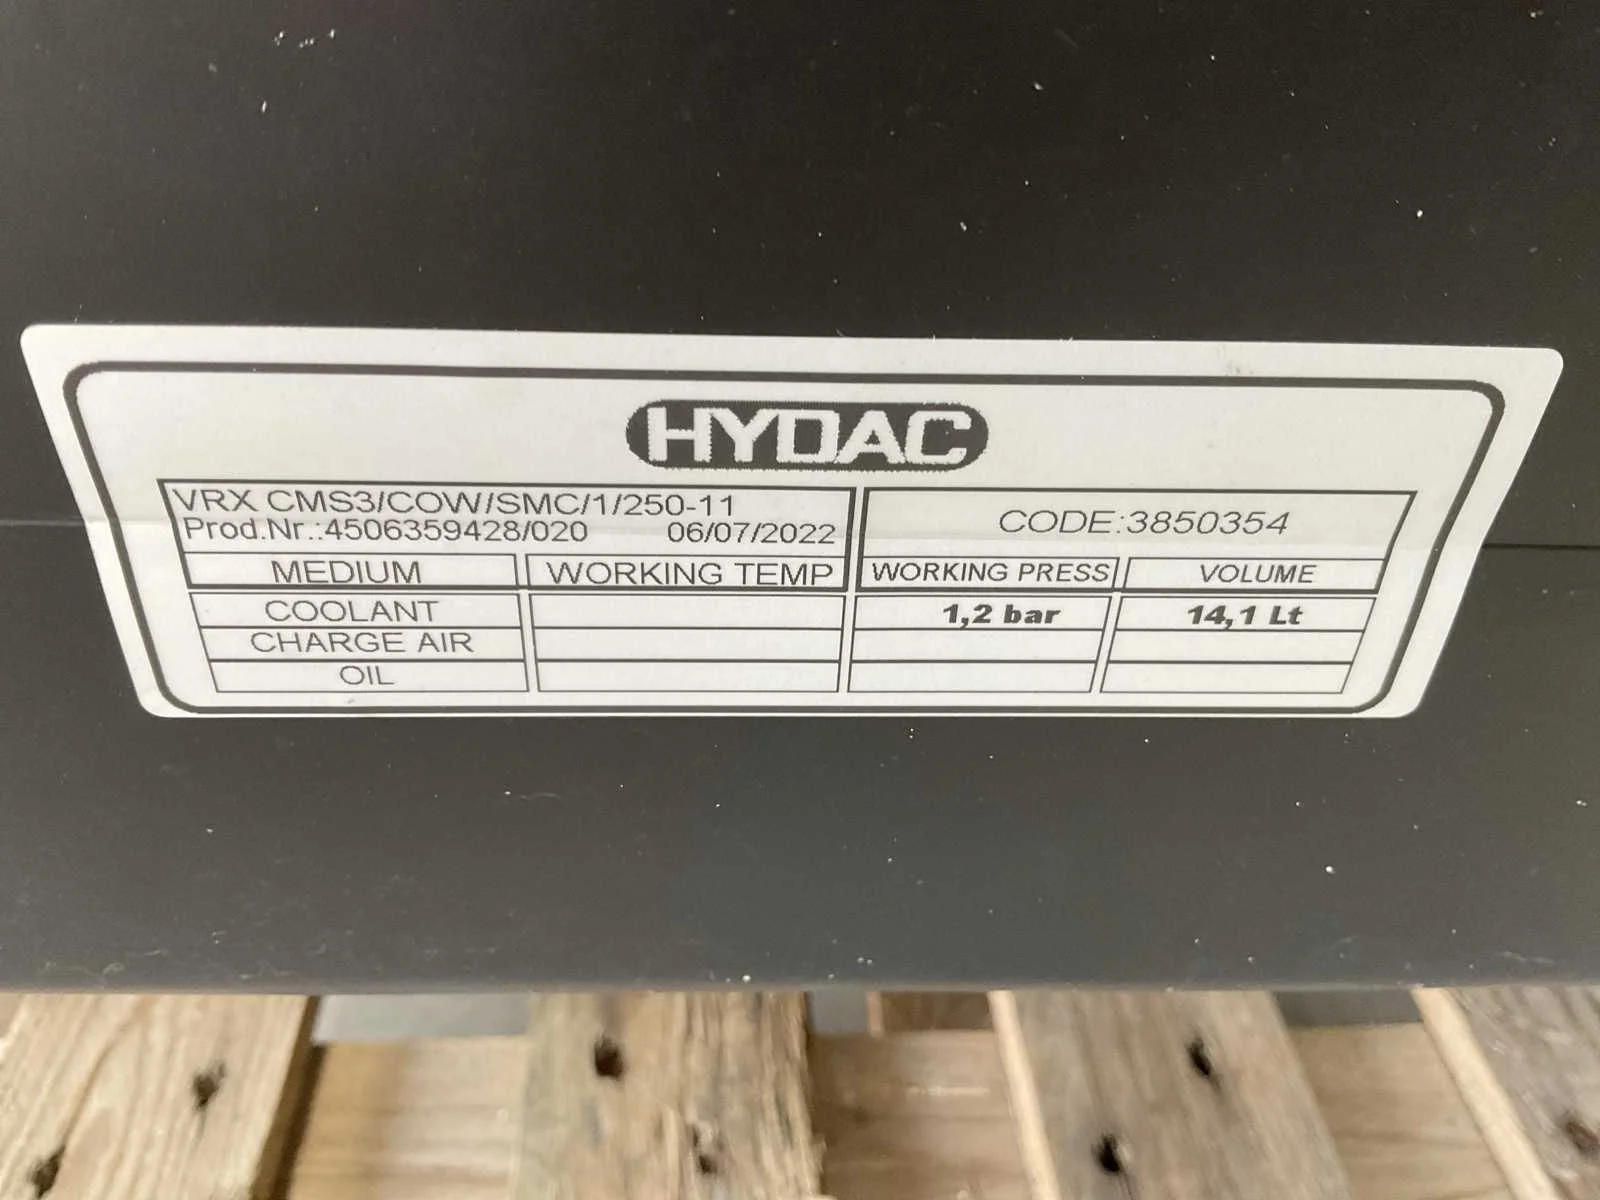 HYDAC
VRX CMS3/COW/SMC/1/250-11
Prod.Nr.:4506359428/020 06/07/2022
CODE:3850354
MEDIUM WORKING TEMP WORKING PRESS VOLUME
COOLANT 1,2 bar 14,1 Lt
CHARGE AIR
OIL